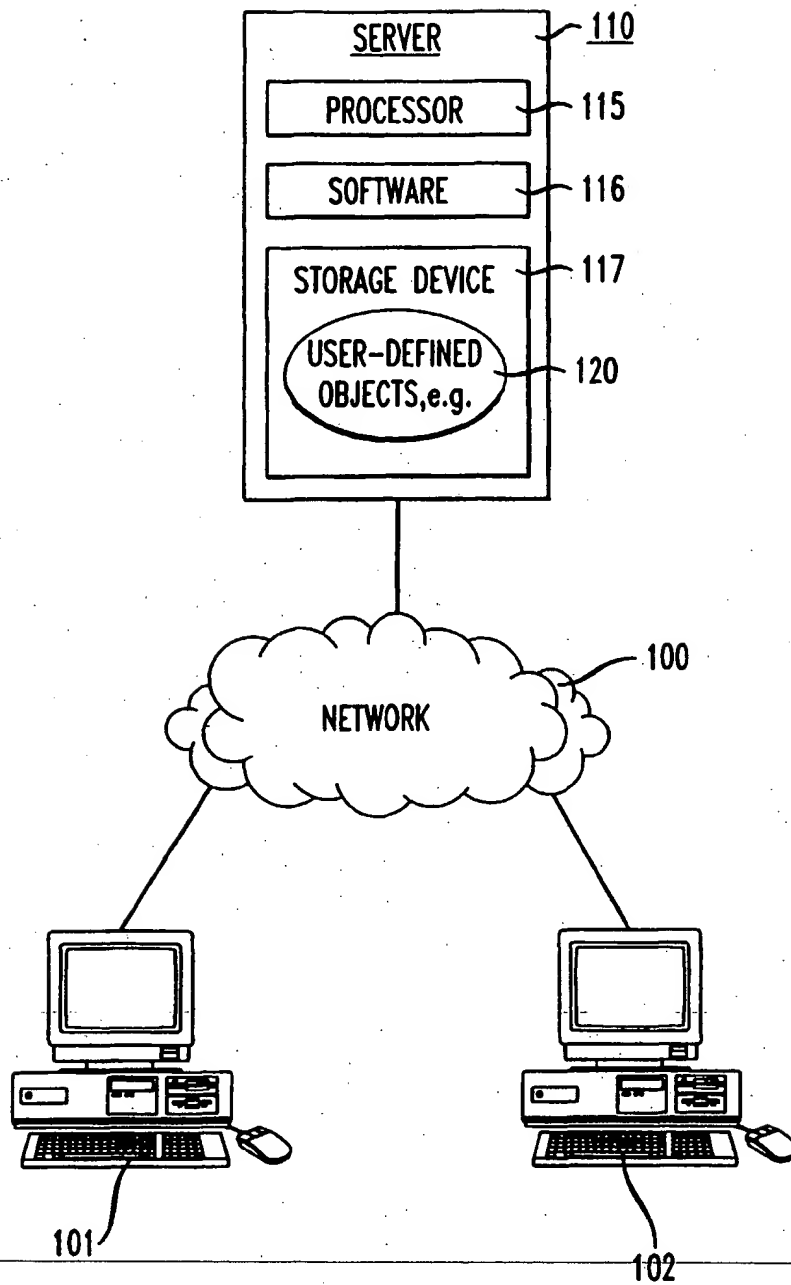 SERVER 110
PROCESSOR 115
SOFTWARE 116
STORAGE DEVICE 117
USER-DEFINED
OBJECTS,e.g. 120
100
NETWORK
101
102